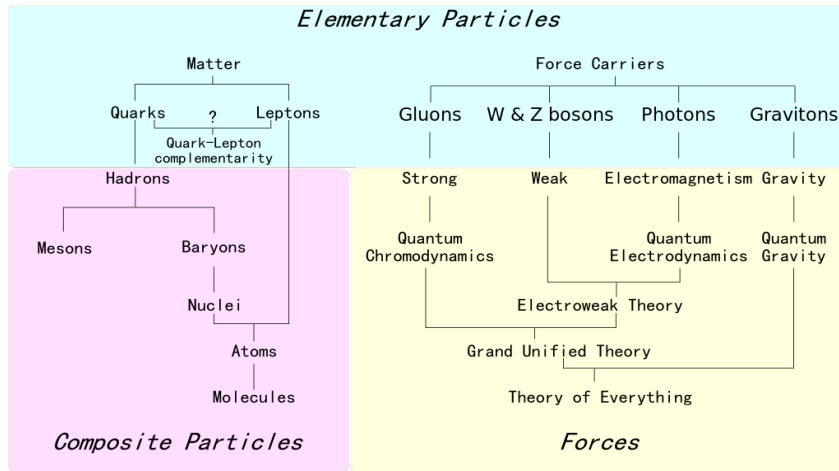 Elementary Particles
Matter
Force Carriers
Quarks
?
Leptons
Gluons
W & Z bosons
Photons
Gravitons
Quark-Lepton
complementarity
Hadrons
Strong
Weak
Electromagnetism
Gravity
Mesons
Baryons
Quantum
Chromodynamics
Quantum
Electrodynamics
Quantum
Gravity
Nuclei
Electroweak Theory
Atoms
Grand Unified Theory
Molecules
Theory of Everything
Composite Particles
Forces